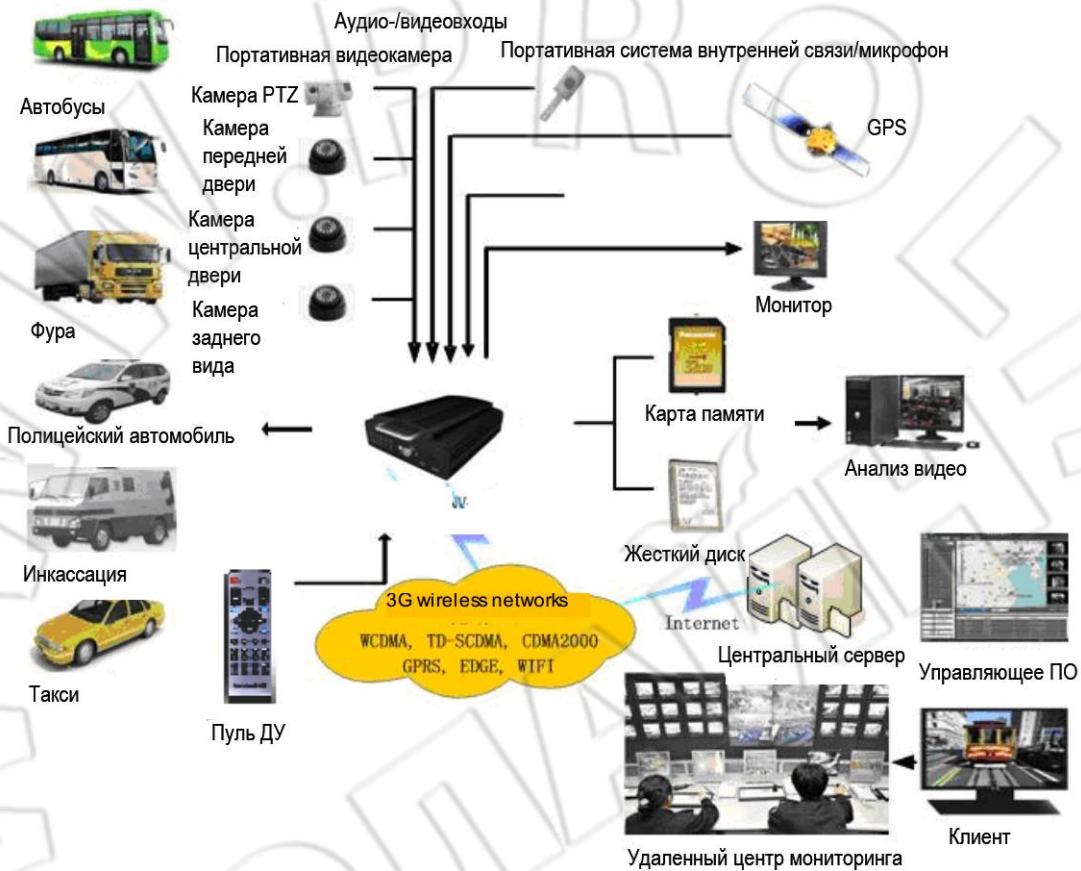 Аудио-/видеовходы
Портативная видеокамера
Портативная система внутренней связи/микрофон
Автобусы
Камера PTZ
Камера
передней
двери
GPS
Камера
центральной
двери
Камера
заднего
вида
Монитор
Фура
Карта памяти
Полицейский автомобиль
Анализ видео
Жесткий диск
Инкассация
3G wireless networks
WCDMA, TD-SCDMA, CDMA2000
GPRS, EDGE, WIFI
Internet
Центральный сервер
Управляющее ПО
Такси
Пуль ДУ
Клиент
Удаленный центр мониторинга